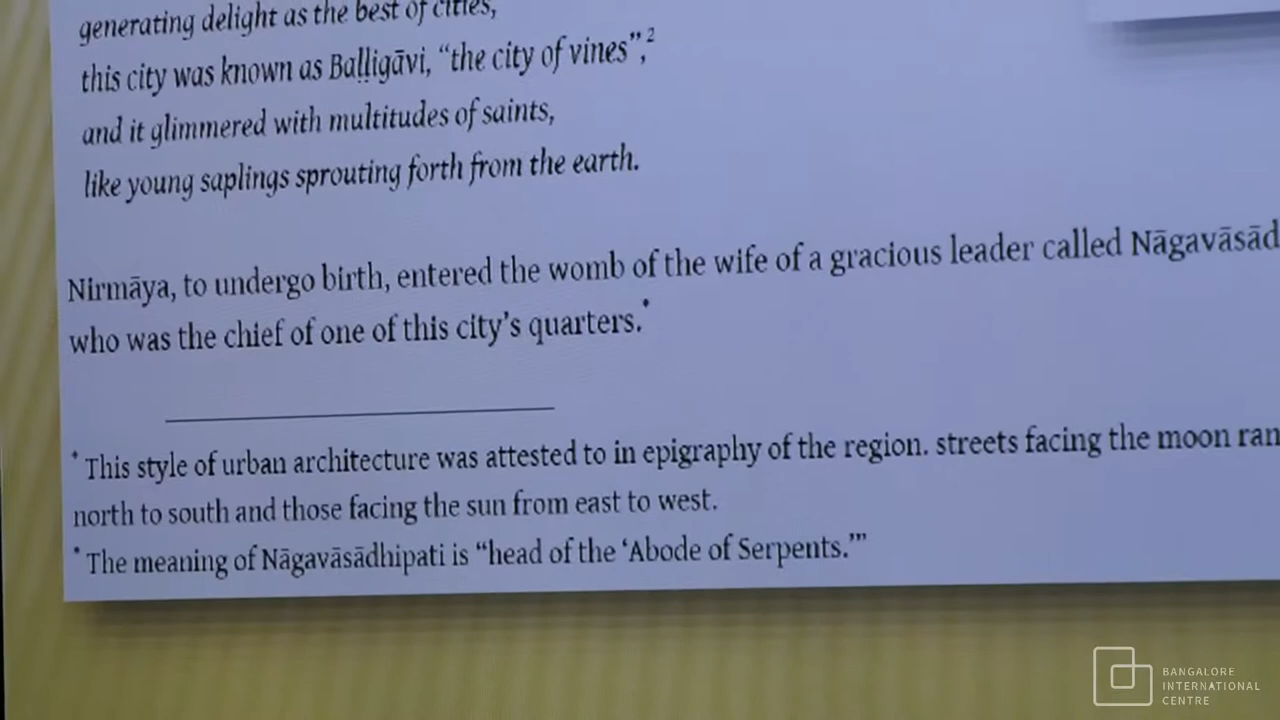 generating delight as the best of cities,
this city was known as Baḷḷigāvi, “the city of vines”,²
and it glimmered with multitudes of saints,
like young saplings sprouting forth from the earth.
Nirmāya, to undergo birth, entered the womb of the wife of a gracious leader called Nāgavāsād
who was the chief of one of this city’s quarters.*
* This style of urban architecture was attested to in epigraphy of the region. streets facing the moon ran
north to south and those facing the sun from east to west.
* The meaning of Nāgavāsādhipati is “head of the ‘Abode of Serpents.’”
BANGALORE
INTERNATIONAL
CENTRE